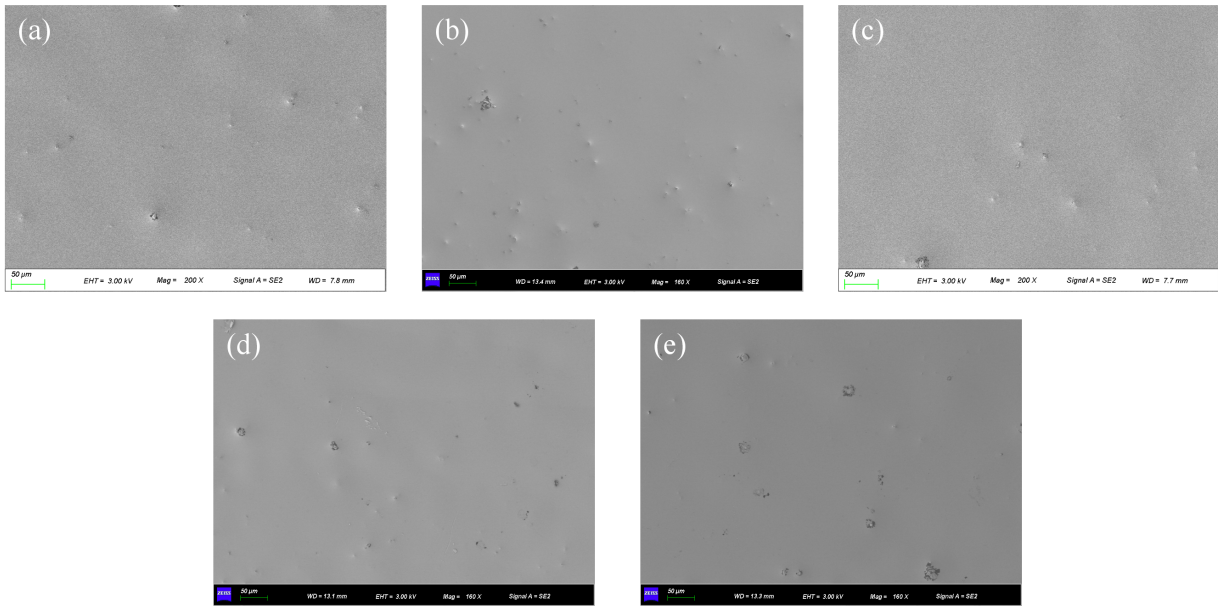 (a)
50 µm
EHT = 3.00 kV
Mag = 200 X
Signal A = SE2
WD = 7.8 mm
(b)
ZEISS
50 µm
WD = 13.4 mm
EHT = 3.00 kV
Mag = 160 X
Signal A = SE2
(c)
50 µm
EHT = 3.00 kV
Mag = 200 X
Signal A = SE2
WD = 7.7 mm
(d)
ZEISS
50 µm
WD = 13.1 mm
EHT = 3.00 kV
Mag = 160 X
Signal A = SE2
(e)
ZEISS
50 µm
WD = 13.3 mm
EHT = 3.00 kV
Mag = 160 X
Signal A = SE2